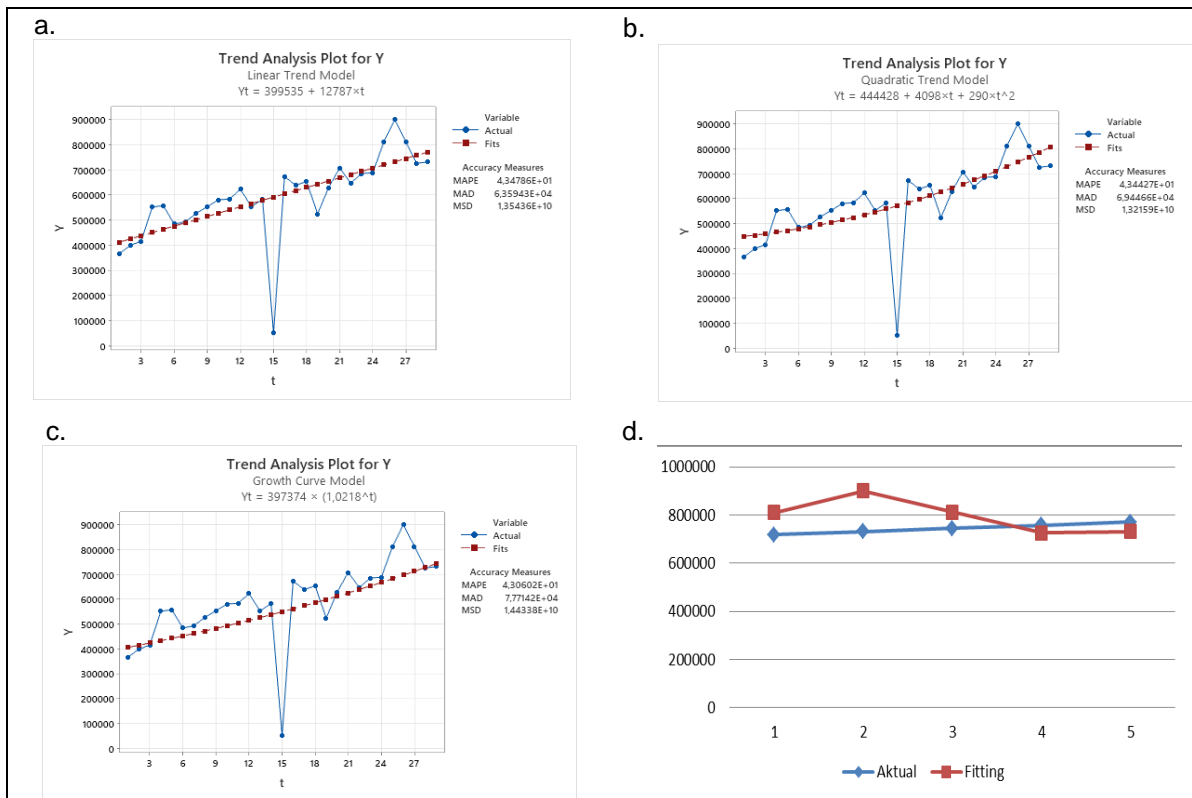 a.
Trend Analysis Plot for Y
Linear Trend Model
Yt = 399535 + 12787×t
900000
800000
700000
600000
500000
400000
300000
200000
100000
0
Y
3 6 9 12 15 18 21 24 27
t
Variable
Actual
Fits
Accuracy Measures
MAPE 4,34786E+01
MAD 6,35943E+04
MSD 1,35436E+10
b.
Trend Analysis Plot for Y
Quadratic Trend Model
Yt = 444428 + 4098×t + 290×t^2
900000
800000
700000
600000
500000
400000
300000
200000
100000
0
Y
3 6 9 12 15 18 21 24 27
t
Variable
Actual
Fits
Accuracy Measures
MAPE 4,34427E+01
MAD 6,94466E+04
MSD 1,32159E+10
c.
Trend Analysis Plot for Y
Growth Curve Model
Yt = 397374 × (1,0218^t)
900000
800000
700000
600000
500000
400000
300000
200000
100000
0
Y
3 6 9 12 15 18 21 24 27
t
Variable
Actual
Fits
Accuracy Measures
MAPE 4,30602E+01
MAD 7,77142E+04
MSD 1,44338E+10
d.
1000000
800000
600000
400000
200000
0
1 2 3 4 5
Aktual Fitting